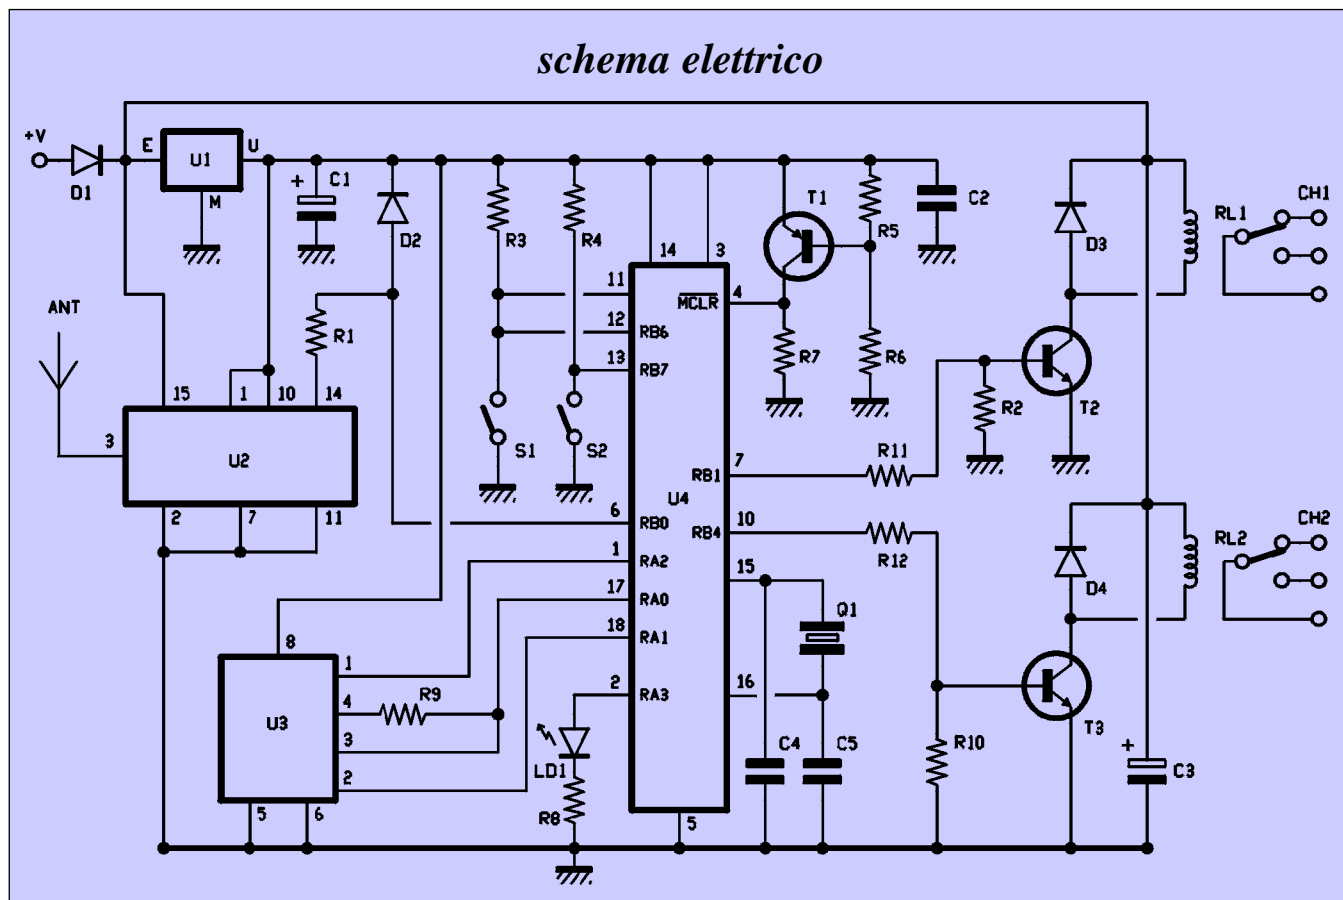 schema elettrico
+V
D1
E
U1
U
M
+
C1
D2
R3
R4
14
3
T1
R5
C2
D3
RL1
CH1
ANT
R1
11
12
RB6
13
RB7
4
MCLR
R7
R6
15
1
10
14
3
U2
2
7
11
S1
S2
U4
R2
T2
7
RB1
R11
10
RB4
R12
6
RB0
1
RA2
17
RA0
18
RA1
2
RA3
15
16
Q1
D4
RL2
CH2
8
1
4
R9
3
2
U3
5
6
LD1
R8
5
C4
C5
R10
T3
+
C3